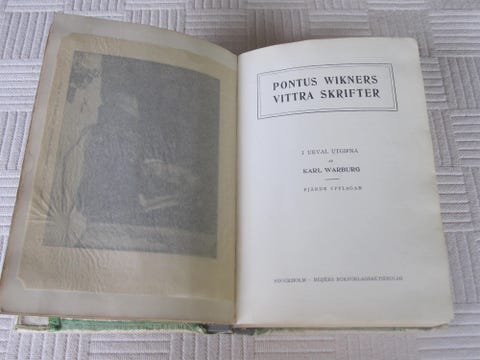 PONTUS WIKNERS
VITTRA SKRIFTER
I URVAL UTGIFNA
AF
KARL WARBURG
FJÄRDE UPPLAGAN
STOCKHOLM - BEIJERS BOKFÖRLAGSAKTIEBOLAG